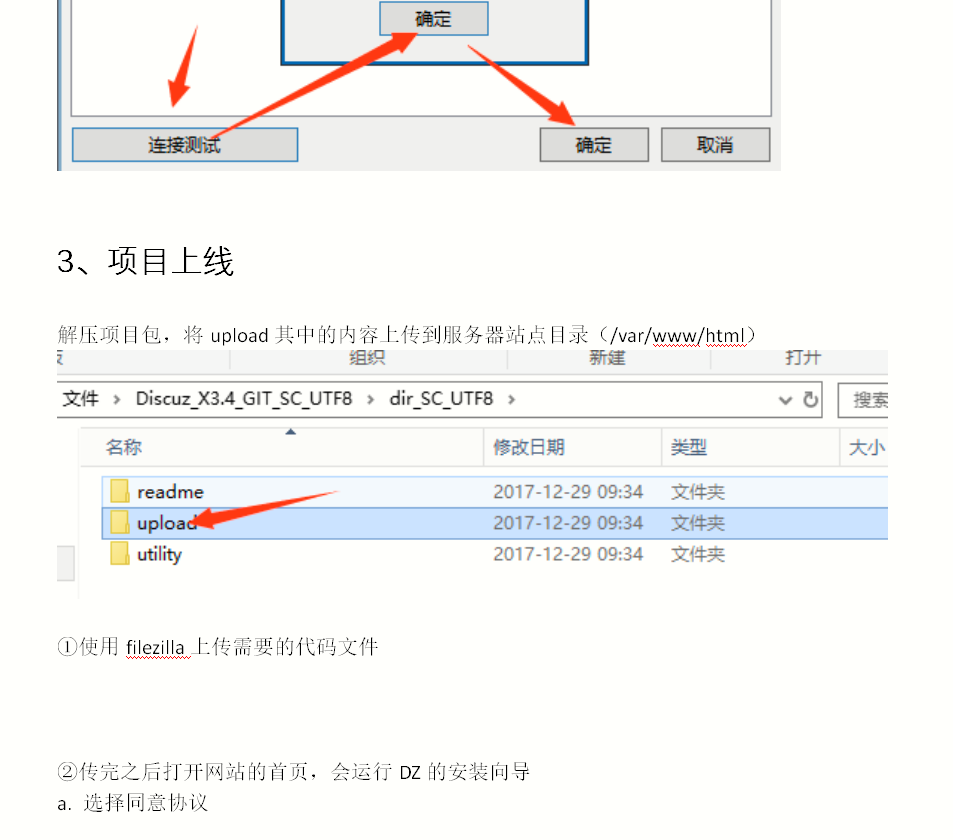 确定
连接测试 确定 取消
3、项目上线
解压项目包，将 upload 其中的内容上传到服务器站点目录（/var/www/html）
组织 新建 打开
文件 › Discuz_X3.4_GIT_SC_UTF8 › dir_SC_UTF8 › 搜索
名称 修改日期 类型 大小
readme 2017-12-29 09:34 文件夹
upload 2017-12-29 09:34 文件夹
utility 2017-12-29 09:34 文件夹
①使用 filezilla 上传需要的代码文件
②传完之后打开网站的首页，会运行 DZ 的安装向导
a. 选择同意协议